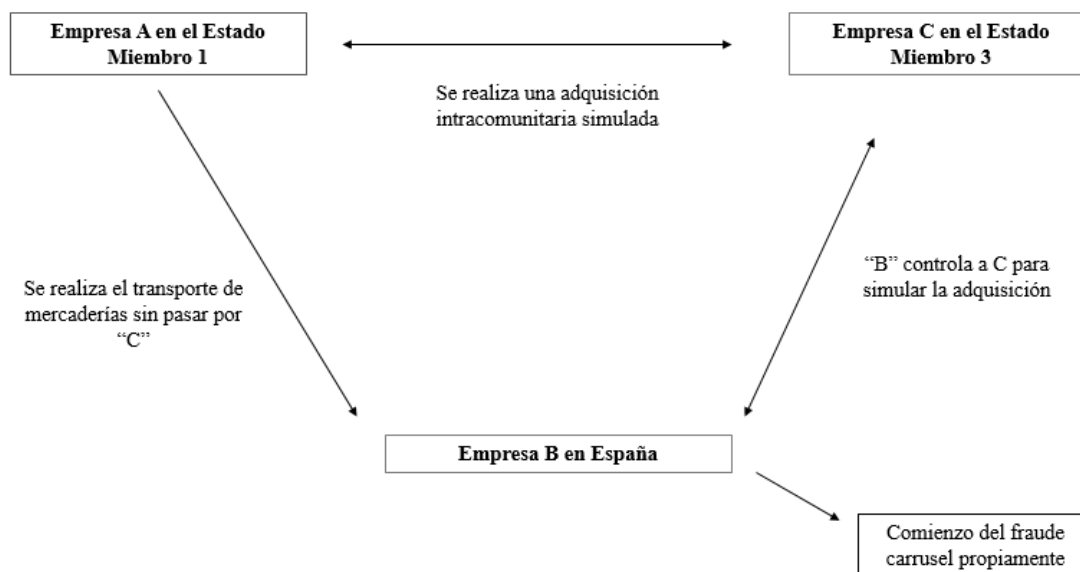 Empresa A en el Estado
Miembro 1
Empresa C en el Estado
Miembro 3
Se realiza una adquisición
intracomunitaria simulada
Se realiza el transporte de
mercaderías sin pasar por
“C”
“B” controla a C para
simular la adquisición
Empresa B en España
Comienzo del fraude
carrusel propiamente